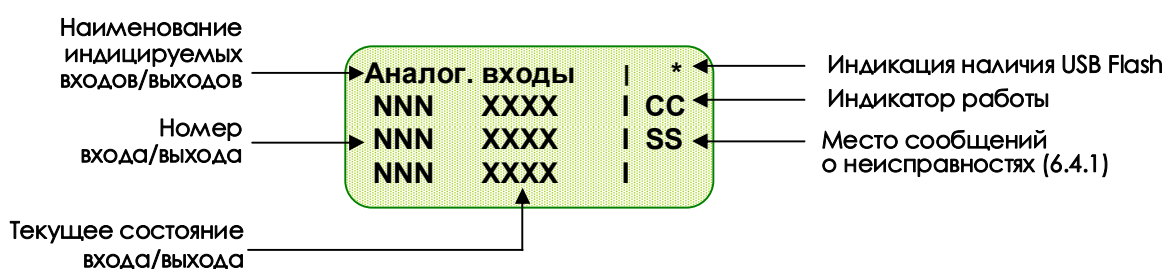 Наименование
индицируемых
входов/выходов
Номер
входа/выхода
Текущее состояние
входа/выхода
Аналог. входы | *
NNN XXXX I CC
NNN XXXX I SS
NNN XXXX I
Индикация наличия USB Flash
Индикатор работы
Место сообщений
о неисправностях (6.4.1)